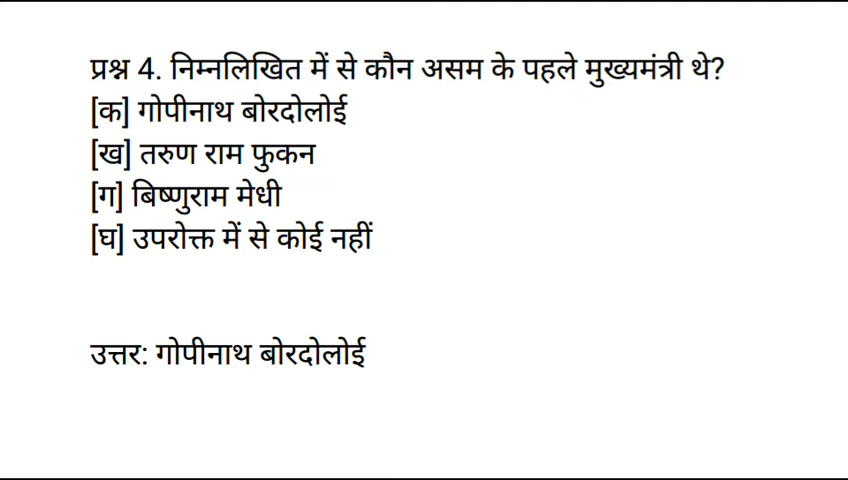 प्रश्न 4. निम्नलिखित में से कौन असम के पहले मुख्यमंत्री थे?
[क] गोपीनाथ बोरदोलोई
[ख] तरुण राम फुकन
[ग] बिष्णुराम मेधी
[घ] उपरोक्त में से कोई नहीं
उत्तर: गोपीनाथ बोरदोलोई